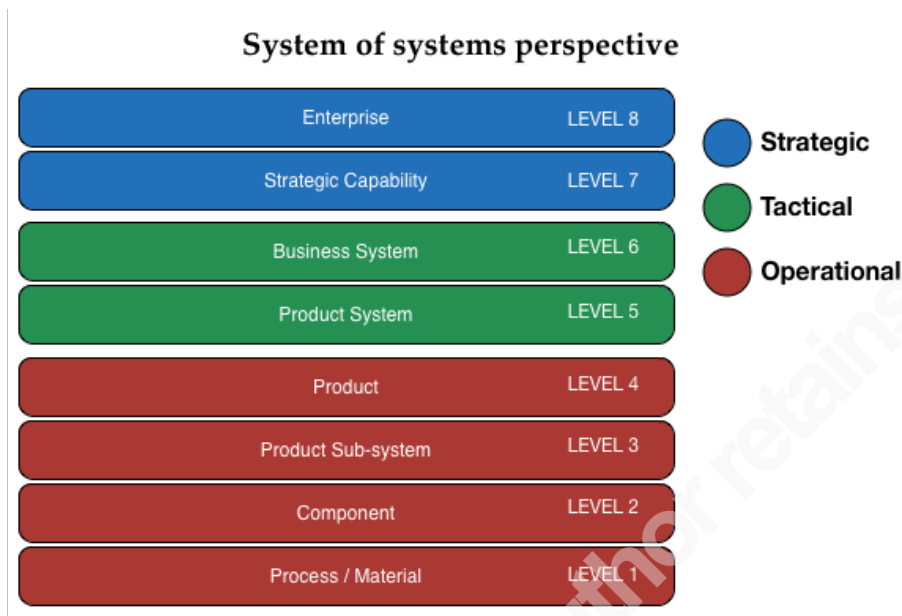 System of systems perspective
Enterprise LEVEL 8
Strategic Capability LEVEL 7
Business System LEVEL 6
Product System LEVEL 5
Product LEVEL 4
Product Sub-system LEVEL 3
Component LEVEL 2
Process / Material LEVEL 1
Strategic
Tactical
Operational
retains